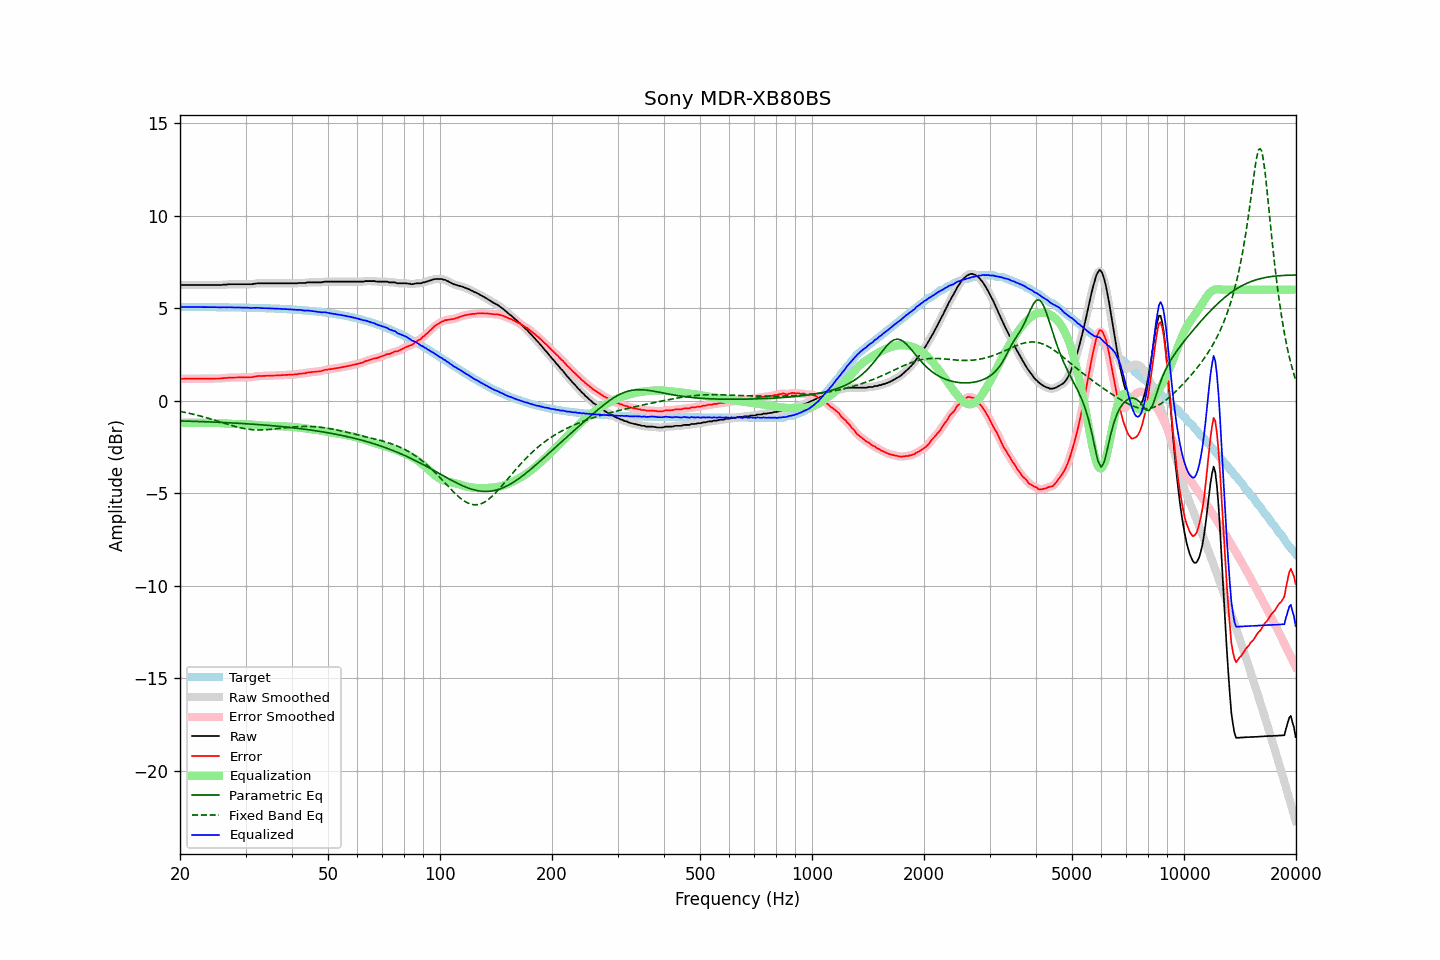 Sony MDR-XB80BS
Amplitude (dBr)
15
10
5
0
−5
−10
−15
−20
Target
Raw Smoothed
Error Smoothed
Raw
Error
Equalization
Parametric Eq
Fixed Band Eq
Equalized
20 50 100 200 500 1000 2000 5000 10000 20000
Frequency (Hz)